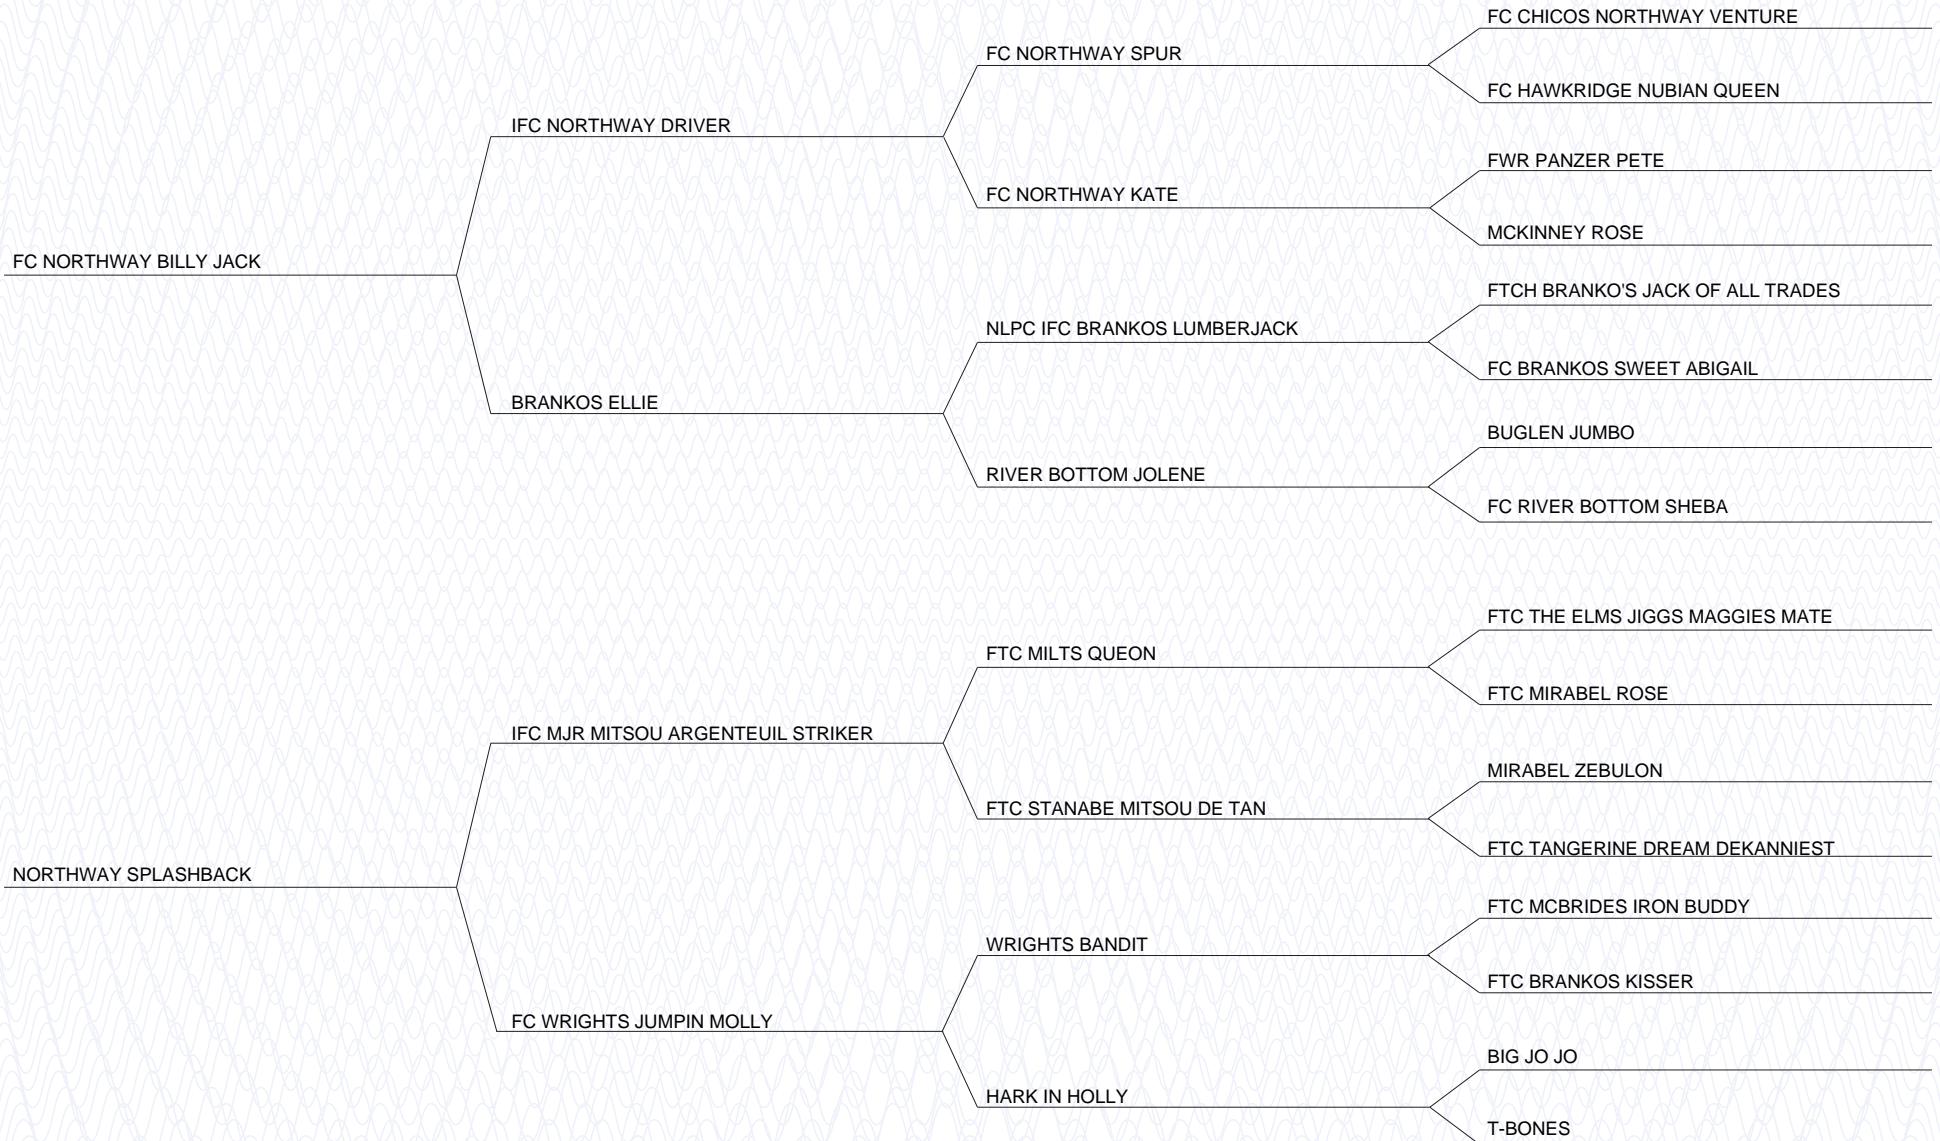 FC CHICOS NORTHWAY VENTURE
FC NORTHWAY SPUR
FC HAWKRIDGE NUBIAN QUEEN
IFC NORTHWAY DRIVER
FWR PANZER PETE
FC NORTHWAY KATE
MCKINNEY ROSE
FC NORTHWAY BILLY JACK
FTCH BRANKO'S JACK OF ALL TRADES
NLPC IFC BRANKOS LUMBERJACK
FC BRANKOS SWEET ABIGAIL
BRANKOS ELLIE
BUGLEN JUMBO
RIVER BOTTOM JOLENE
FC RIVER BOTTOM SHEBA
FTC THE ELMS JIGGS MAGGIES MATE
FTC MILTS QUEON
FTC MIRABEL ROSE
IFC MJR MITSOU ARGENTEUIL STRIKER
MIRABEL ZEBULON
FTC STANABE MITSOU DE TAN
FTC TANGERINE DREAM DEKANNIEST
NORTHWAY SPLASHBACK
FTC MCBRIDES IRON BUDDY
WRIGHTS BANDIT
FTC BRANKOS KISSER
FC WRIGHTS JUMPIN MOLLY
BIG JO JO
HARK IN HOLLY
T-BONES